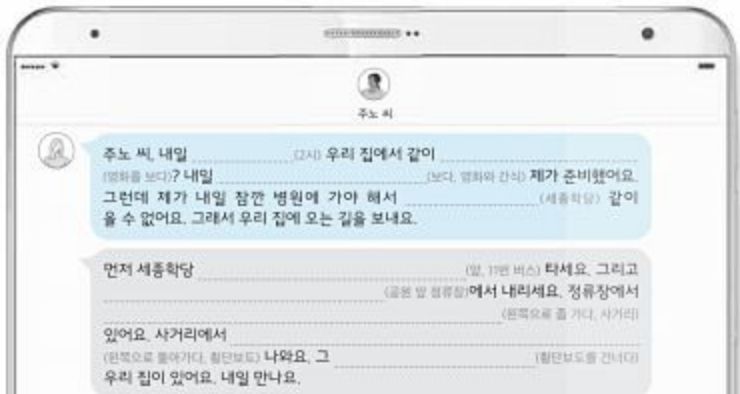 주노 씨
주노 씨, 내일 (2시) 우리 집에서 같이
(영화를 보다)? 내일 (보다, 영화와 간식) 제가 준비했어요.
그런데 제가 내일 잠깐 병원에 가야 해서 (세종학당) 같이
올 수 없어요. 그래서 우리 집에 오는 길을 보내요.
먼저 세종학당 (앞, 11번 버스) 타세요. 그리고
(공원 앞 정류장)에서 내리세요. 정류장에서
(왼쪽으로 좀 가다, 사거리)
있어요. 사거리에서
(왼쪽으로 돌아가다, 횡단보도) 나와요. 그 (횡단보도를 건너다)
우리 집이 있어요. 내일 만나요.